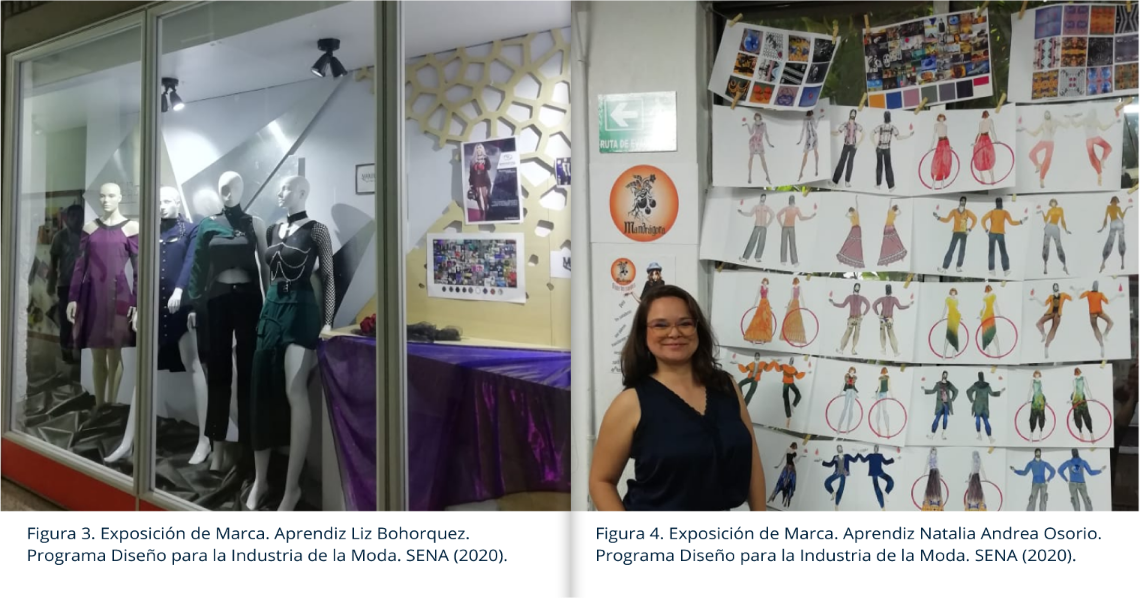 RUTA DE E
Mandrágora
Figura 3. Exposición de Marca. Aprendiz Liz Bohorquez.
Programa Diseño para la Industria de la Moda. SENA (2020).
Figura 4. Exposición de Marca. Aprendiz Natalia Andrea Osorio.
Programa Diseño para la Industria de la Moda. SENA (2020).